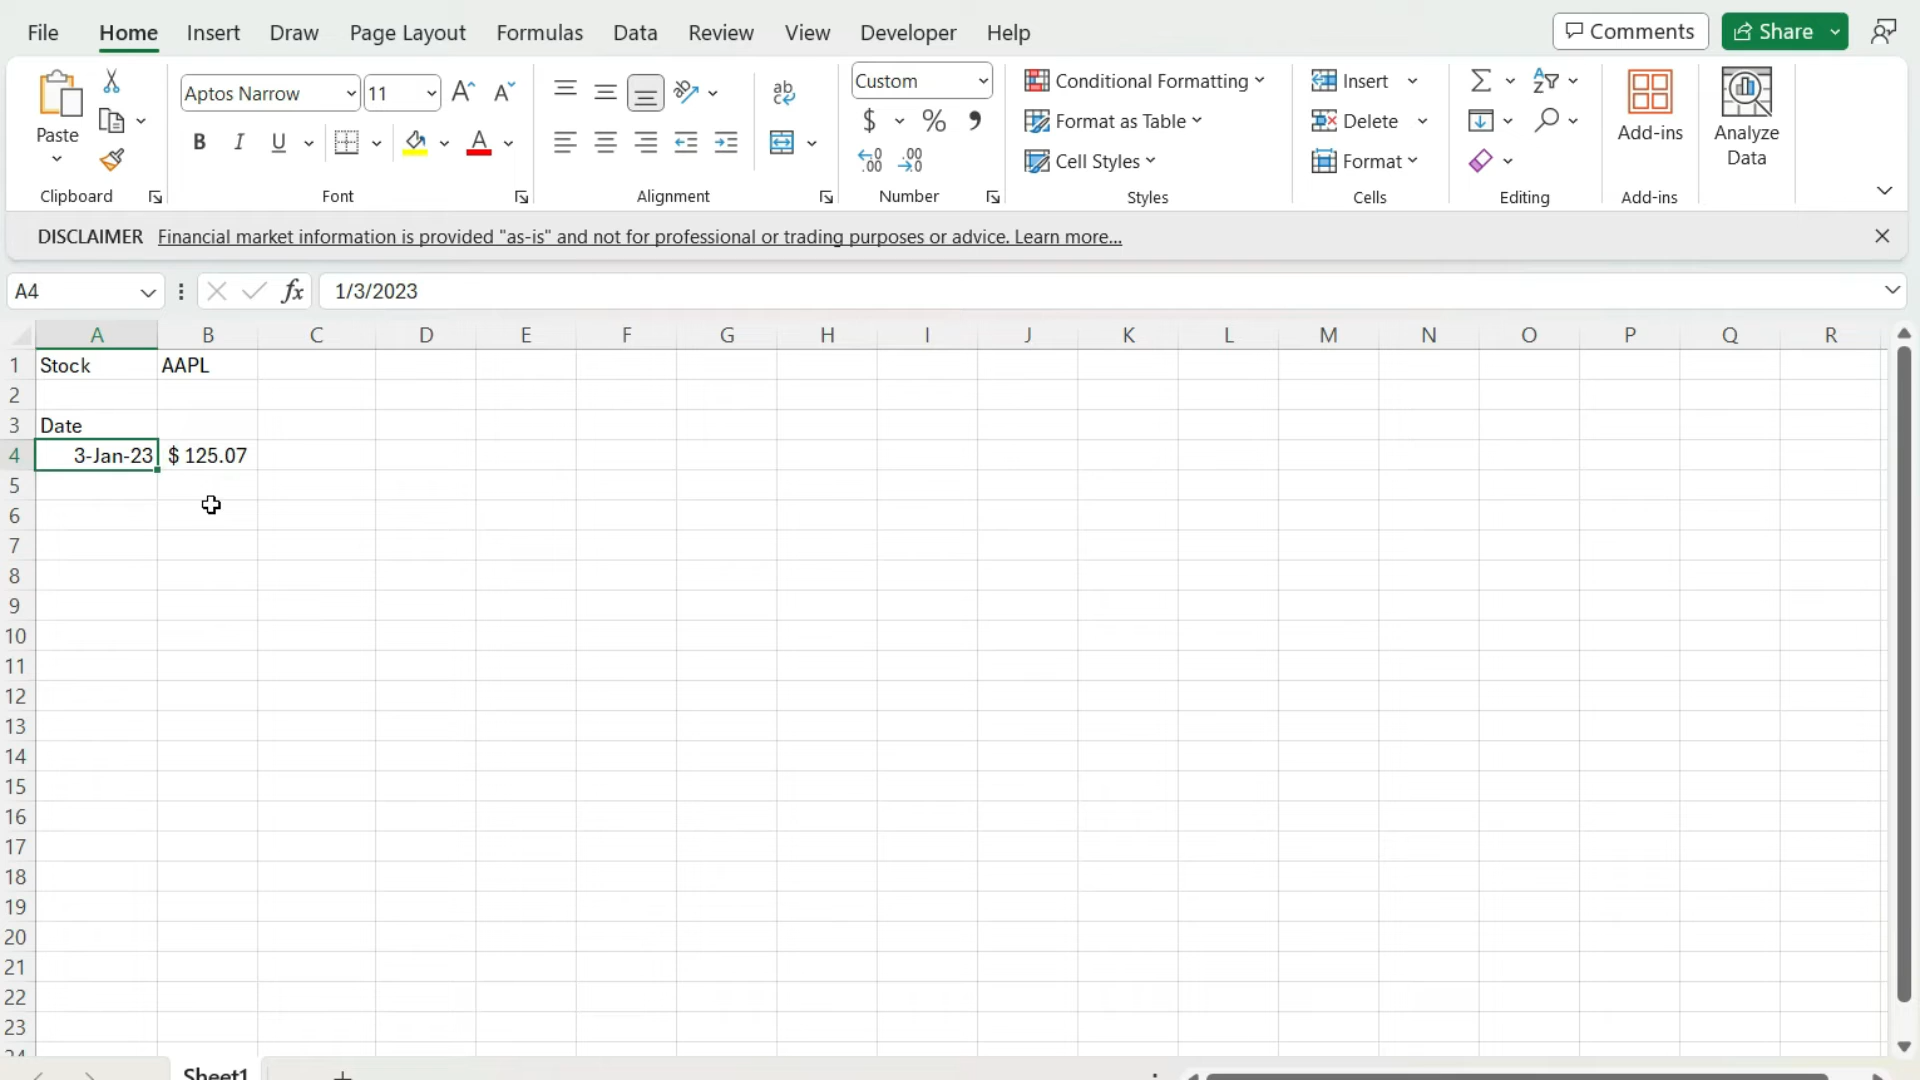 File Home Insert Draw Page Layout Formulas Data Review View Developer Help Comments Share
Paste
Clipboard
Aptos Narrow 11
B I U A
Font
ab
Alignment
Custom
$ % ,
.00 .00
Number
Conditional Formatting
Format as Table
Cell Styles
Styles
Insert
Delete
Format
Cells
Editing
Add-ins
Add-ins
Analyze
Data
DISCLAIMER Financial market information is provided "as-is" and not for professional or trading purposes or advice. Learn more...
A4 fx 1/3/2023
A B C D E F G H I J K L M N O P Q R
1 Stock AAPL
2
3 Date
4 3-Jan-23 $ 125.07
5
6
7
8
9
10
11
12
13
14
15
16
17
18
19
20
21
22
23
24
Sheet1